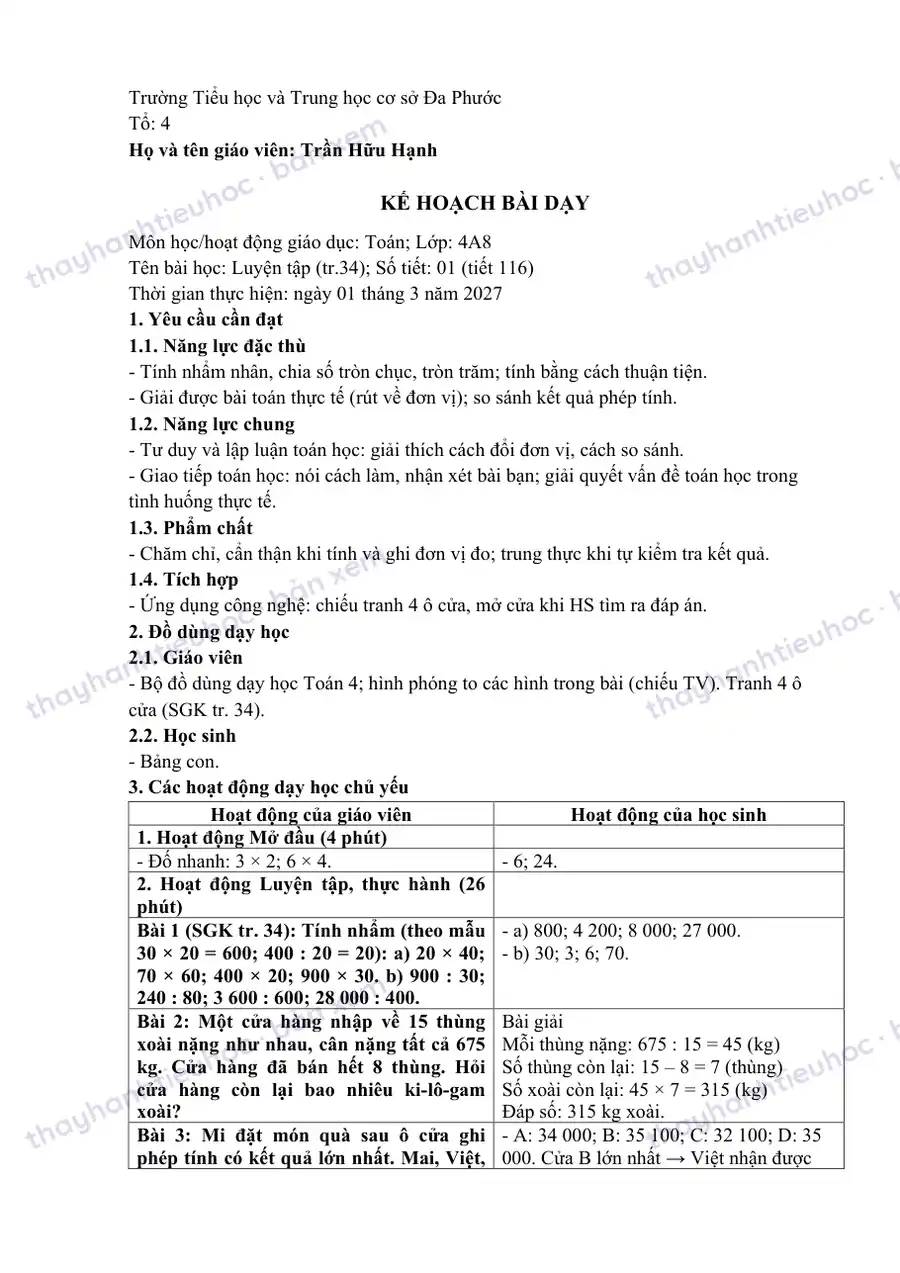 Trường Tiểu học và Trung học cơ sở Đa Phước
Tổ: 4
Họ và tên giáo viên: Trần Hữu Hạnh
KẾ HOẠCH BÀI DẠY
Môn học/hoạt động giáo dục: Toán; Lớp: 4A8
Tên bài học: Luyện tập (tr.34); Số tiết: 01 (tiết 116)
Thời gian thực hiện: ngày 01 tháng 3 năm 2027
1. Yêu cầu cần đạt
1.1. Năng lực đặc thù
- Tính nhẩm nhân, chia số tròn chục, tròn trăm; tính bằng cách thuận tiện.
- Giải được bài toán thực tế (rút về đơn vị); so sánh kết quả phép tính.
1.2. Năng lực chung
- Tư duy và lập luận toán học: giải thích cách đổi đơn vị, cách so sánh.
- Giao tiếp toán học: nói cách làm, nhận xét bài bạn; giải quyết vấn đề toán học trong
tình huống thực tế.
1.3. Phẩm chất
- Chăm chỉ, cẩn thận khi tính và ghi đơn vị đo; trung thực khi tự kiểm tra kết quả.
1.4. Tích hợp
- Ứng dụng công nghệ: chiếu tranh 4 ô cửa, mở cửa khi HS tìm ra đáp án.
2. Đồ dùng dạy học
2.1. Giáo viên
- Bộ đồ dùng dạy học Toán 4; hình phóng to các hình trong bài (chiếu TV). Tranh 4 ô
cửa (SGK tr. 34).
2.2. Học sinh
- Bảng con.
3. Các hoạt động dạy học chủ yếu
Hoạt động của giáo viên
Hoạt động của học sinh
1. Hoạt động Mở đầu (4 phút)
- Đố nhanh: 3 × 2; 6 × 4.
- 6; 24.
2. Hoạt động Luyện tập, thực hành (26
phút)
Bài 1 (SGK tr. 34): Tính nhẩm (theo mẫu
30 × 20 = 600; 400 : 20 = 20): a) 20 × 40;
70 × 60; 400 × 20; 900 × 30. b) 900 : 30;
240 : 80; 3 600 : 600; 28 000 : 400.
- a) 800; 4 200; 8 000; 27 000.
- b) 30; 3; 6; 70.
Bài 2: Một cửa hàng nhập về 15 thùng
xoài nặng như nhau, cân nặng tất cả 675
kg. Cửa hàng đã bán hết 8 thùng. Hỏi
cửa hàng còn lại bao nhiêu ki-lô-gam
xoài?
Bài giải
Mỗi thùng nặng: 675 : 15 = 45 (kg)
Số thùng còn lại: 15 – 8 = 7 (thùng)
Số xoài còn lại: 45 × 7 = 315 (kg)
Đáp số: 315 kg xoài.
Bài 3: Mi đặt món quà sau ô cửa ghi
phép tính có kết quả lớn nhất. Mai, Việt,
- A: 34 000; B: 35 100; C: 32 100; D: 35
000. Cửa B lớn nhất → Việt nhận được
thayhanhtieuhoc · bản xem
thayhanhtieuhoc · b
thayhanhtieuhoc · bản xem
thayhanhtieuhoc · b
thayhanhtieuhoc · bản xem
thayhanhtieuhoc · b